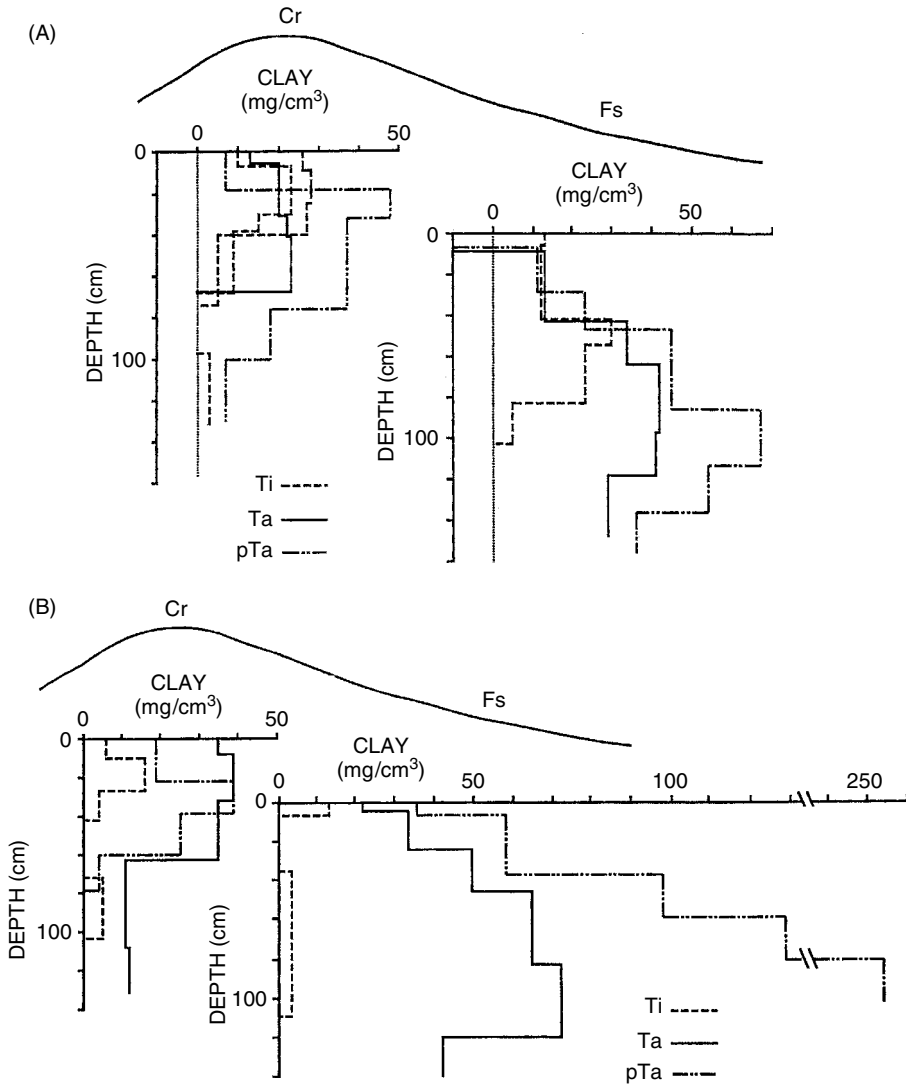 (A)
Cr
CLAY
(mg/cm³)
0
50
0
100
DEPTH (cm)
Fs
CLAY
(mg/cm³)
0
50
0
100
DEPTH (cm)
Ti
Ta
pTa
(B)
Cr
CLAY
(mg/cm³)
0
50
0
100
DEPTH (cm)
Fs
CLAY
(mg/cm³)
0
50
100
250
0
100
DEPTH (cm)
Ti
Ta
pTa